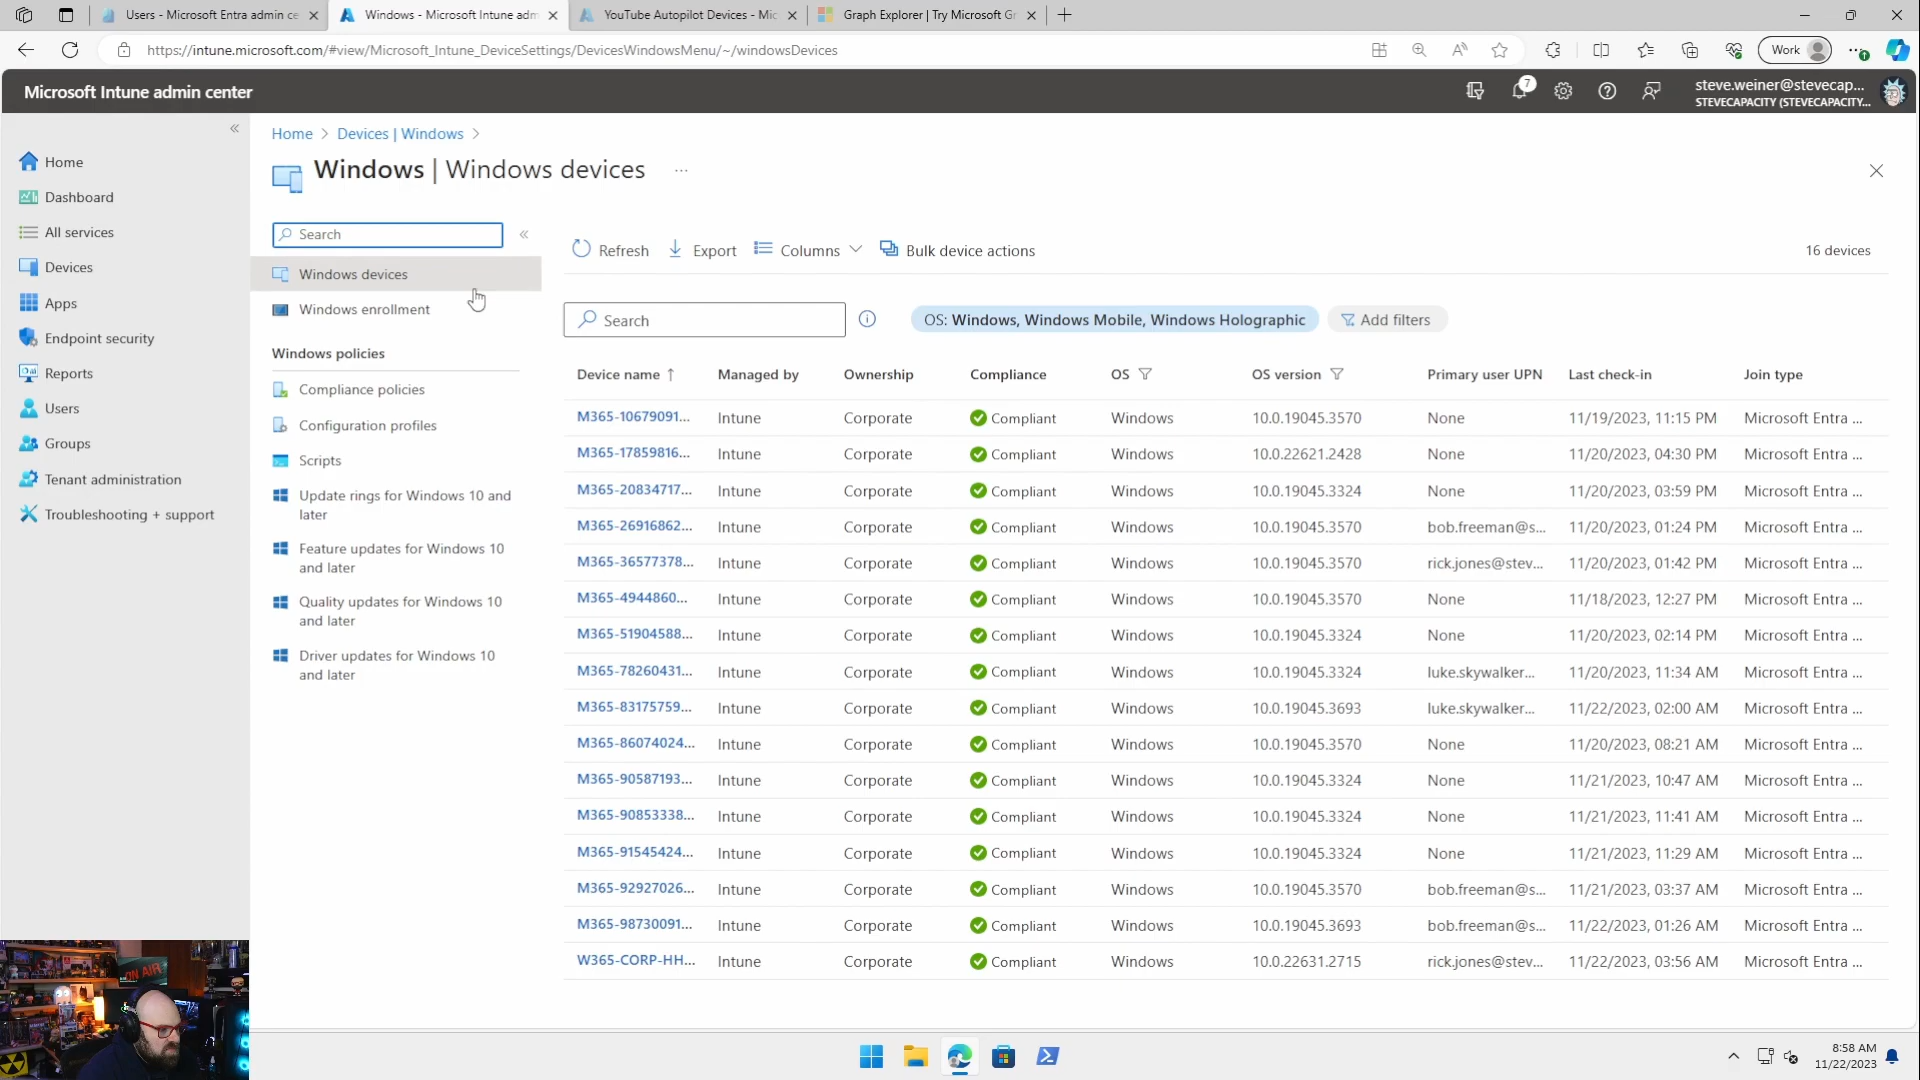 Users - Microsoft Entra admin ce
Windows - Microsoft Intune adm
YouTube Autopilot Devices - Mic
Graph Explorer | Try Microsoft Gr
https://intune.microsoft.com/#view/Microsoft_Intune_DeviceSettings/DevicesWindowsMenu/~/windowsDevices
Work
Microsoft Intune admin center
7
steve.weiner@stevecap...
STEVECAPACITY (STEVECAPACITY....
Home
Dashboard
All services
Devices
Apps
Endpoint security
Reports
Users
Groups
Tenant administration
Troubleshooting + support
Home > Devices | Windows >
Windows | Windows devices
...
Search
Windows devices
Windows enrollment
Windows policies
Compliance policies
Configuration profiles
Scripts
Update rings for Windows 10 and
later
Feature updates for Windows 10
and later
Quality updates for Windows 10
and later
Driver updates for Windows 10
and later
Refresh Export Columns Bulk device actions 16 devices
Search OS: Windows, Windows Mobile, Windows Holographic Add filters
Device name ↑ Managed by Ownership Compliance OS OS version Primary user UPN Last check-in Join type
M365-10679091... Intune Corporate Compliant Windows 10.0.19045.3570 None 11/19/2023, 11:15 PM Microsoft Entra ...
M365-17859816... Intune Corporate Compliant Windows 10.0.22621.2428 None 11/20/2023, 04:30 PM Microsoft Entra ...
M365-20834717... Intune Corporate Compliant Windows 10.0.19045.3324 None 11/20/2023, 03:59 PM Microsoft Entra ...
M365-26916862... Intune Corporate Compliant Windows 10.0.19045.3570 bob.freeman@s... 11/20/2023, 01:24 PM Microsoft Entra ...
M365-36577378... Intune Corporate Compliant Windows 10.0.19045.3570 rick.jones@stev... 11/20/2023, 01:42 PM Microsoft Entra ...
M365-4944860... Intune Corporate Compliant Windows 10.0.19045.3570 None 11/18/2023, 12:27 PM Microsoft Entra ...
M365-51904588... Intune Corporate Compliant Windows 10.0.19045.3324 None 11/20/2023, 02:14 PM Microsoft Entra ...
M365-78260431... Intune Corporate Compliant Windows 10.0.19045.3324 luke.skywalker... 11/20/2023, 11:34 AM Microsoft Entra ...
M365-83175759... Intune Corporate Compliant Windows 10.0.19045.3693 luke.skywalker... 11/22/2023, 02:00 AM Microsoft Entra ...
M365-86074024... Intune Corporate Compliant Windows 10.0.19045.3570 None 11/20/2023, 08:21 AM Microsoft Entra ...
M365-90587193... Intune Corporate Compliant Windows 10.0.19045.3324 None 11/21/2023, 10:47 AM Microsoft Entra ...
M365-90853338... Intune Corporate Compliant Windows 10.0.19045.3324 None 11/21/2023, 11:41 AM Microsoft Entra ...
M365-91545424... Intune Corporate Compliant Windows 10.0.19045.3324 None 11/21/2023, 11:29 AM Microsoft Entra ...
M365-92927026... Intune Corporate Compliant Windows 10.0.19045.3570 bob.freeman@s... 11/21/2023, 03:37 AM Microsoft Entra ...
M365-98730091... Intune Corporate Compliant Windows 10.0.19045.3693 bob.freeman@s... 11/22/2023, 01:26 AM Microsoft Entra ...
W365-CORP-HH... Intune Corporate Compliant Windows 10.0.22631.2715 rick.jones@stev... 11/22/2023, 03:56 AM Microsoft Entra ...
ON AIR
8:58 AM
11/22/2023